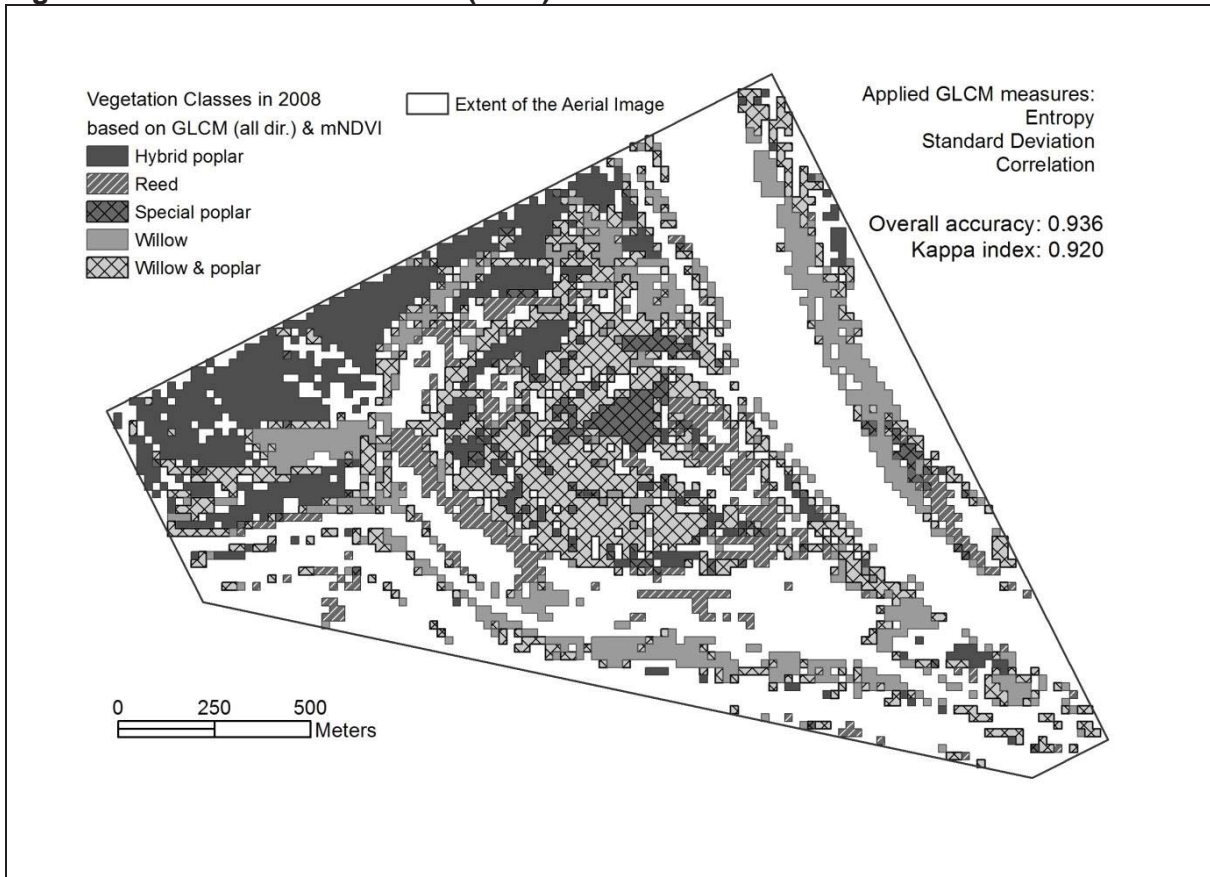 Vegetation Classes in 2008
based on GLCM (all dir.) & mNDVI
Hybrid poplar
Reed
Special poplar
Willow
Willow & poplar
Extent of the Aerial Image
Applied GLCM measures:
Entropy
Standard Deviation
Correlation
Overall accuracy: 0.936
Kappa index: 0.920
0 250 500
Meters